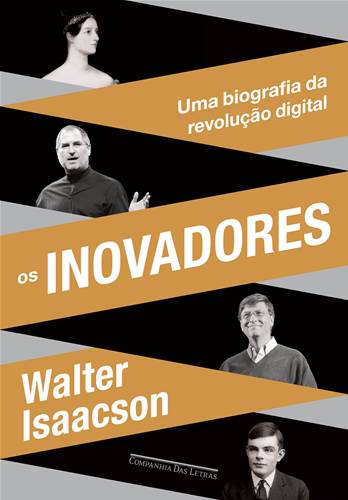 Uma biografia da
revolução digital
os INOVADORES
Walter
Isaacson
COMPANHIA DAS LETRAS